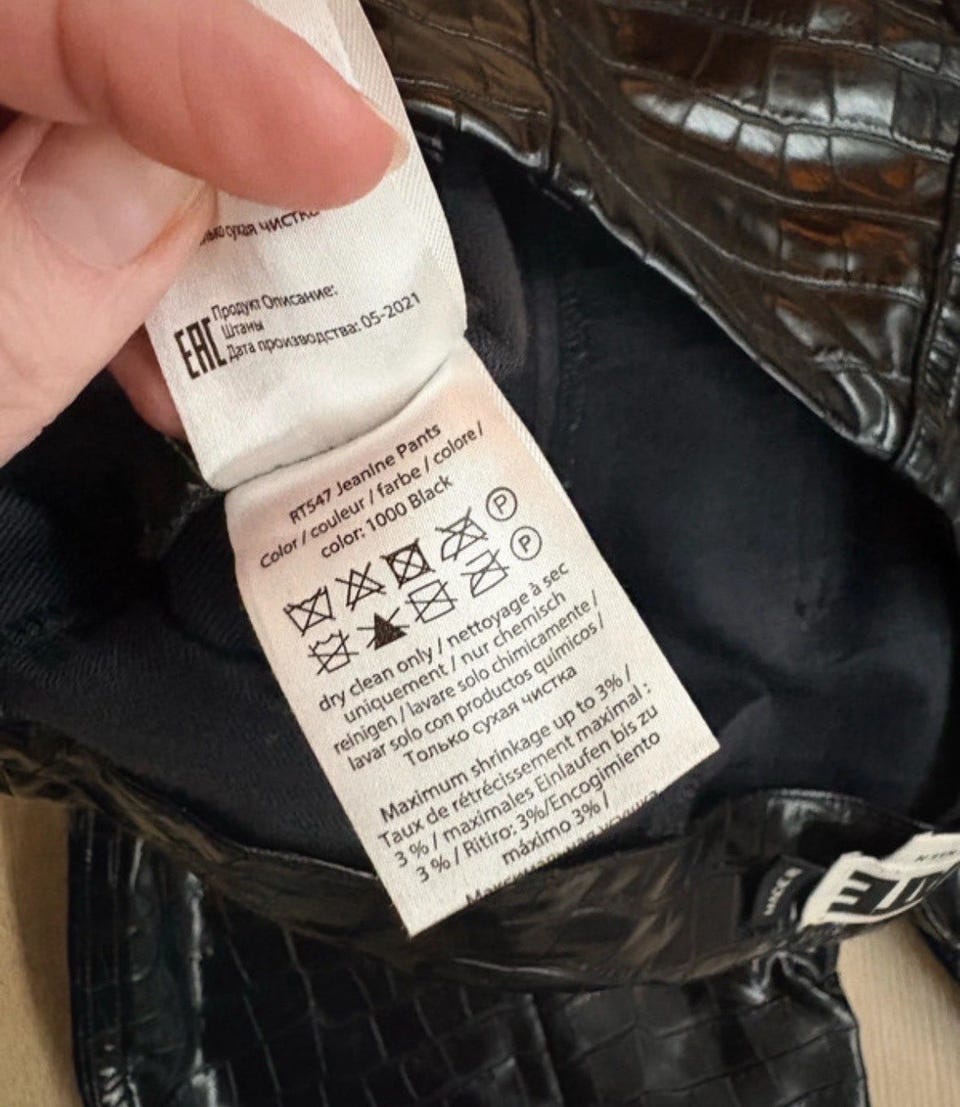 сухая чистка
Продукт Описание:
Штаны
EAC Дата производства: 05-2021
RT547 Jeanine Pants
Color / couleur / farbe / colore /
color: 1000 Black
P
P
dry clean only / nettoyage à sec
uniquement / nur chemisch
reinigen / lavare solo chimicamente /
lavar solo con productos químicos /
Только сухая чистка
Maximum shrinkage up to 3% /
Taux de rétrécissement maximal :
3 % / maximales Einlaufen bis zu
3 % / Ritiro: 3%/Encogimiento
máximo 3% /